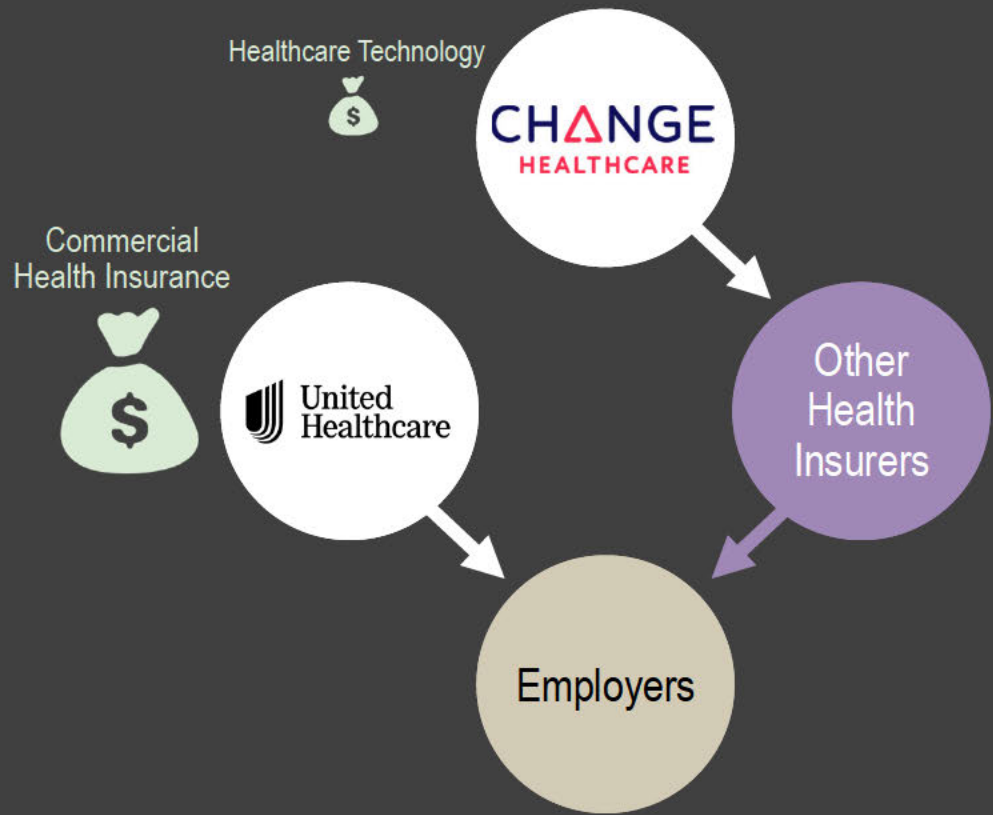 Healthcare Technology
$
CHANGE
HEALTHCARE
Commercial
Health Insurance
$
United
Healthcare
Other
Health
Insurers
Employers